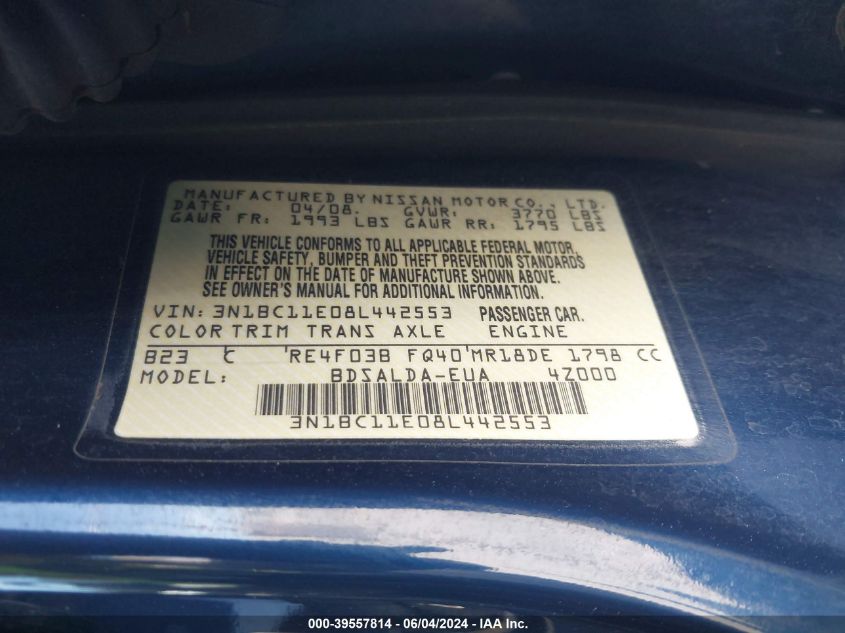 MANUFACTURED BY NISSAN MOTOR CO., LTD.
DATE: 04/08. GVWR: 3770 LBS
GAWR FR: 1993 LBS GAWR RR: 1795 LBS
THIS VEHICLE CONFORMS TO ALL APPLICABLE FEDERAL MOTOR
VEHICLE SAFETY, BUMPER AND THEFT PREVENTION STANDARDS
IN EFFECT ON THE DATE OF MANUFACTURE SHOWN ABOVE.
SEE OWNER'S MANUAL FOR ADDITIONAL INFORMATION.
VIN: 3N1BC11E08L442553 PASSENGER CAR.
COLOR TRIM TRANS AXLE ENGINE
B23 C RE4F03B FQ40 MR18DE 1798 CC
MODEL: BDSALDA-EUA 4Z000
3N1BC11E08L442553
000-39557814 - 06/04/2024 - IAA Inc.